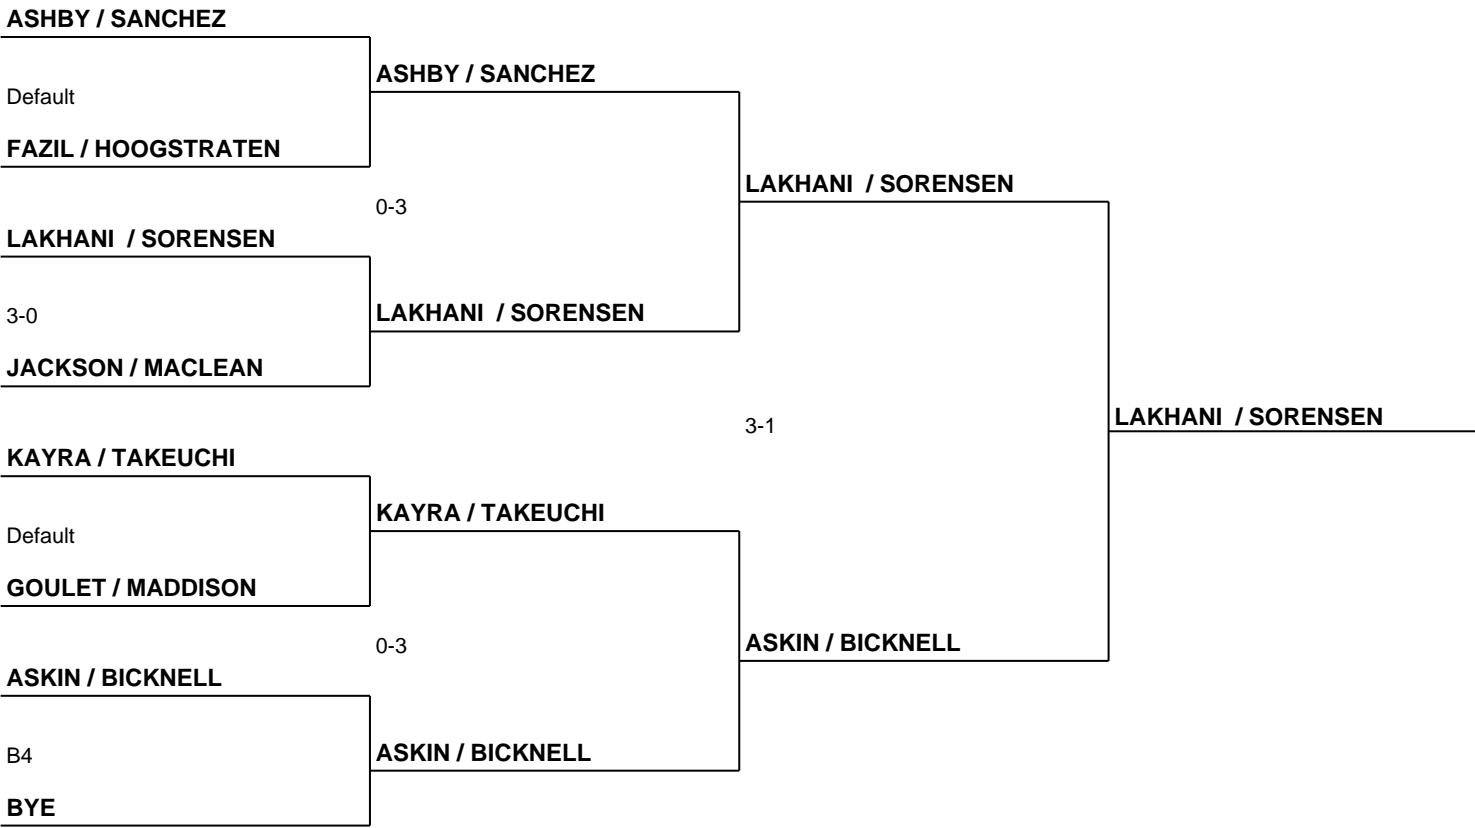 ASHBY / SANCHEZ
Default
FAZIL / HOOGSTRATEN
LAKHANI  / SORENSEN
3-0
JACKSON / MACLEAN
KAYRA / TAKEUCHI
Default
GOULET / MADDISON
ASKIN / BICKNELL
B4
BYE
ASHBY / SANCHEZ
0-3
LAKHANI  / SORENSEN
KAYRA / TAKEUCHI
0-3
ASKIN / BICKNELL
LAKHANI  / SORENSEN
3-1
ASKIN / BICKNELL
LAKHANI  / SORENSEN